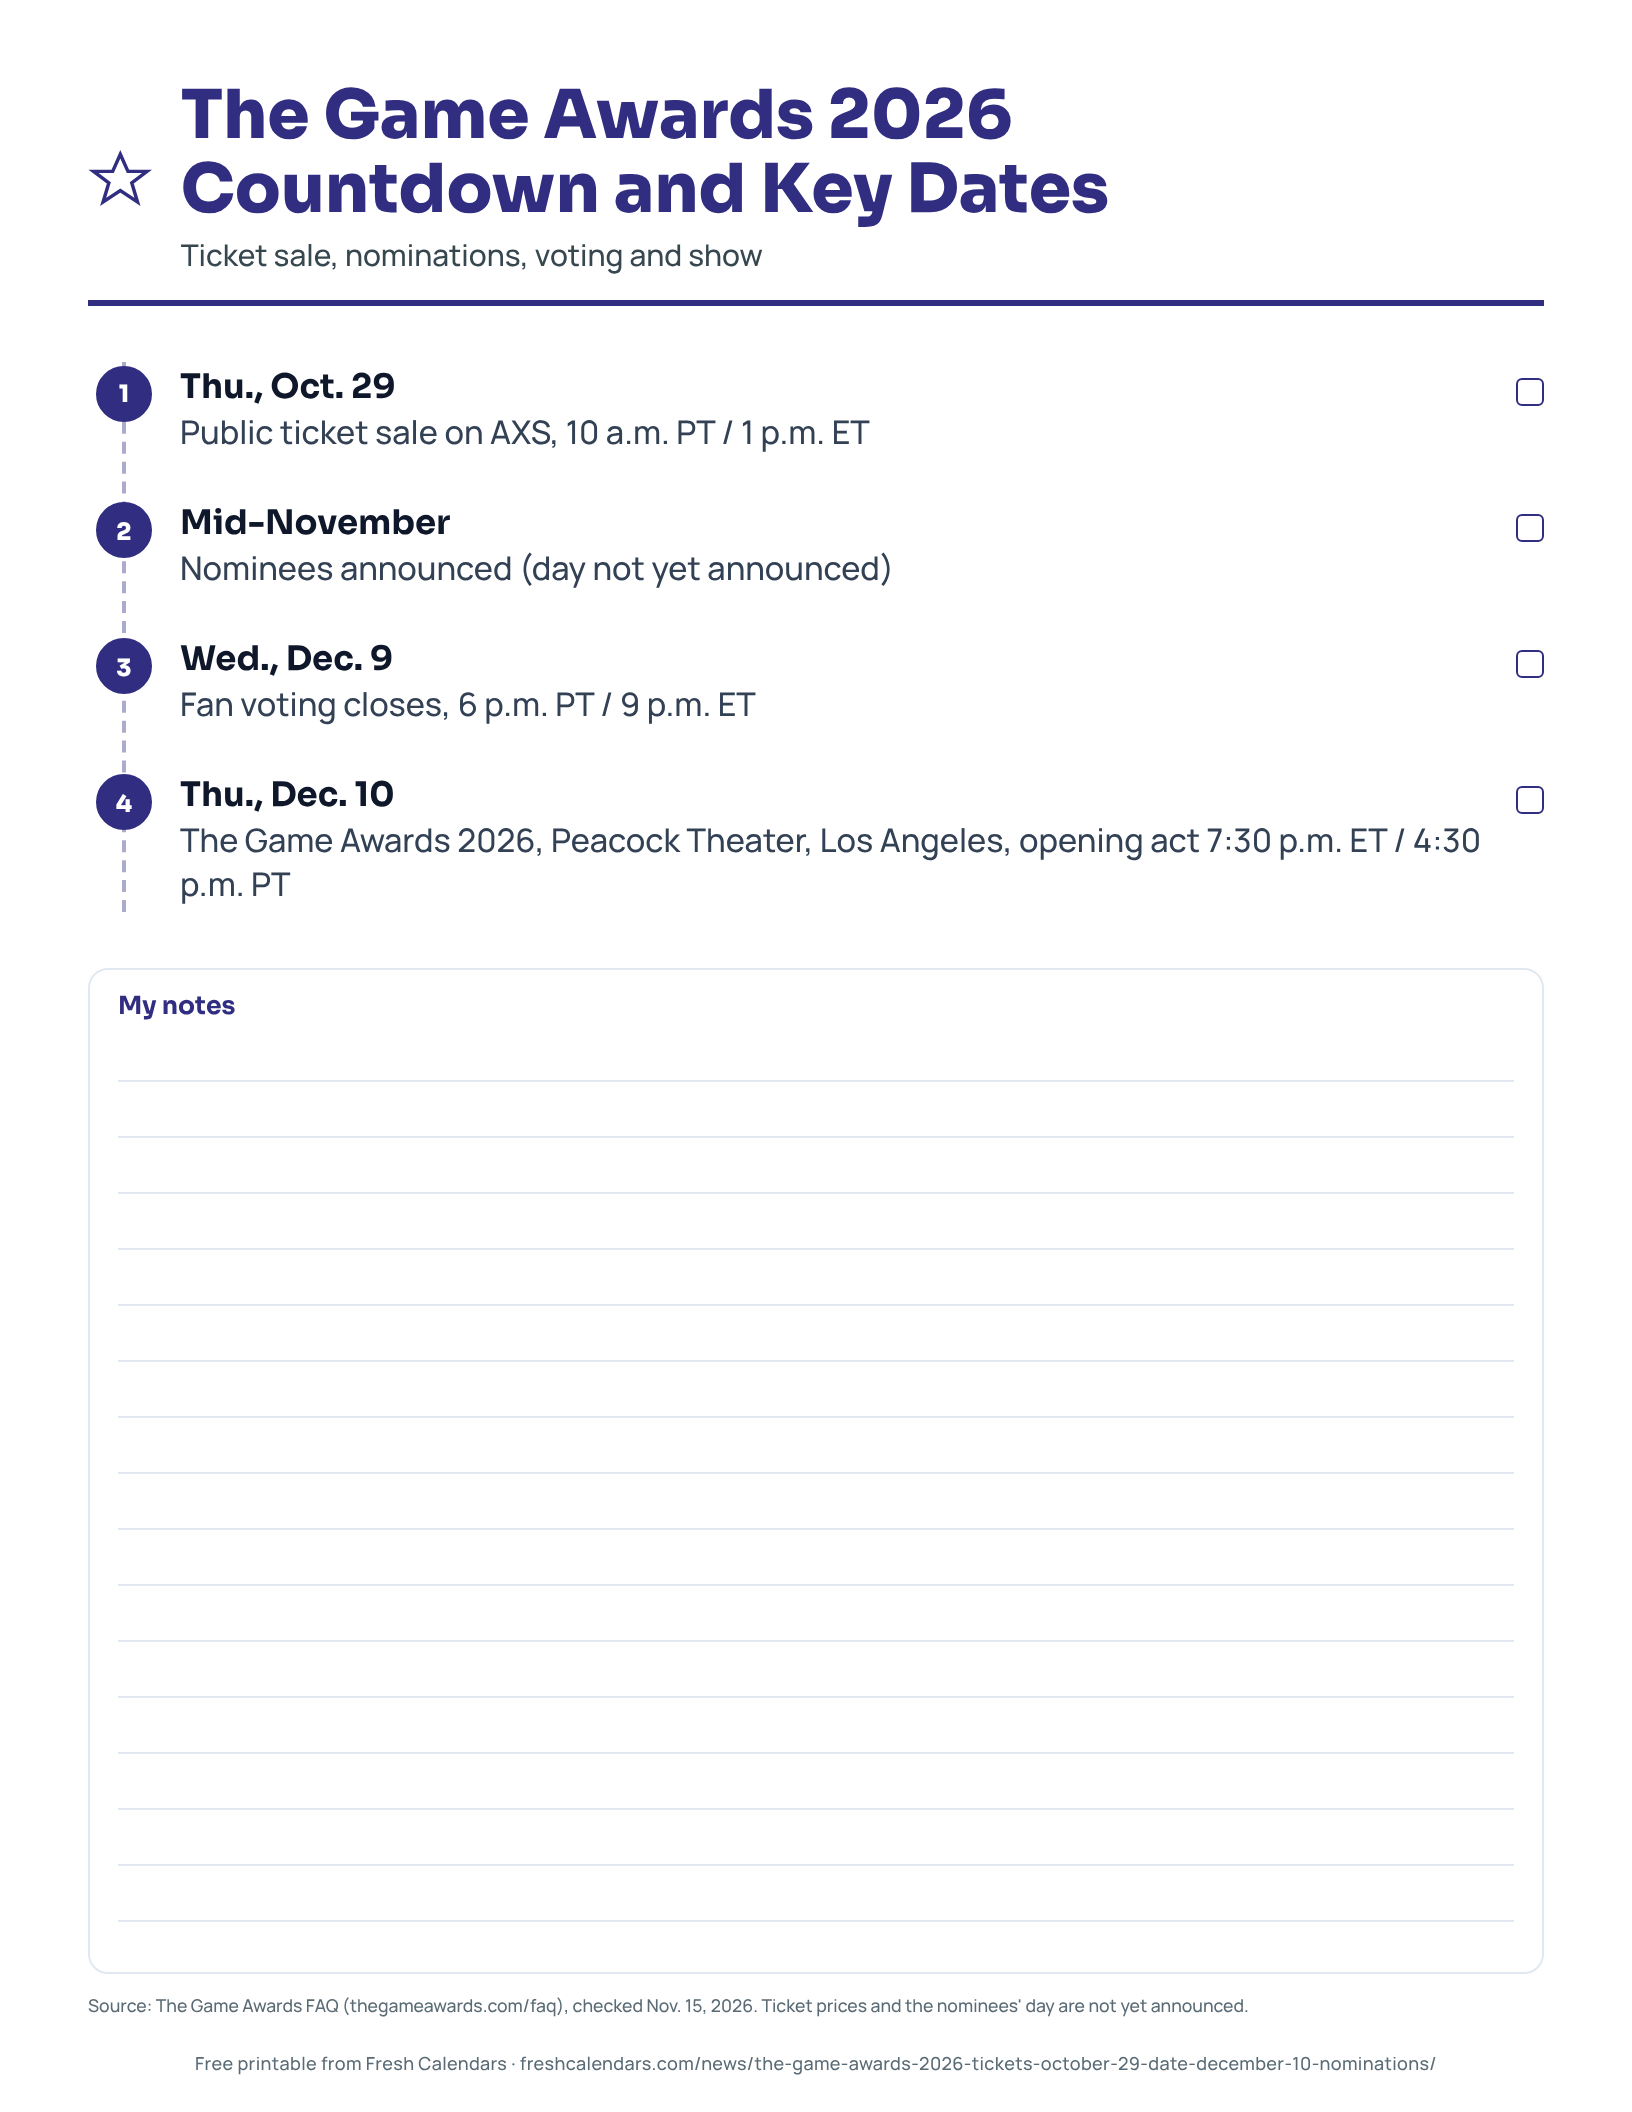 The Game Awards 2026
Countdown and Key Dates
Ticket sale, nominations, voting and show
1
Thu., Oct. 29
Public ticket sale on AXS, 10 a.m. PT / 1 p.m. ET
2
Mid-November
Nominees announced (day not yet announced)
3
Wed., Dec. 9
Fan voting closes, 6 p.m. PT / 9 p.m. ET
4
Thu., Dec. 10
The Game Awards 2026, Peacock Theater, Los Angeles, opening act 7:30 p.m. ET / 4:30
p.m. PT
My notes
Source: The Game Awards FAQ (thegameawards.com/faq), checked Nov. 15, 2026. Ticket prices and the nominees' day are not yet announced.
Free printable from Fresh Calendars · freshcalendars.com/news/the-game-awards-2026-tickets-october-29-date-december-10-nominations/